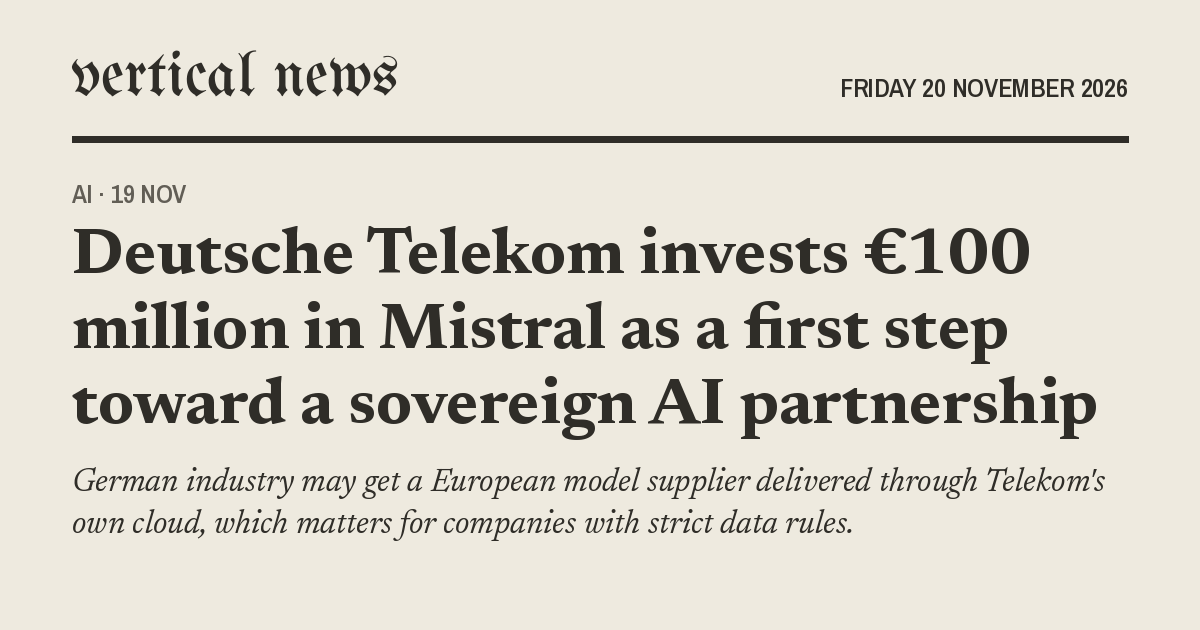 vertical news
FRIDAY 20 NOVEMBER 2026
AI · 19 NOV
Deutsche Telekom invests €100
million in Mistral as a first step
toward a sovereign AI partnership
German industry may get a European model supplier delivered through Telekom's
own cloud, which matters for companies with strict data rules.